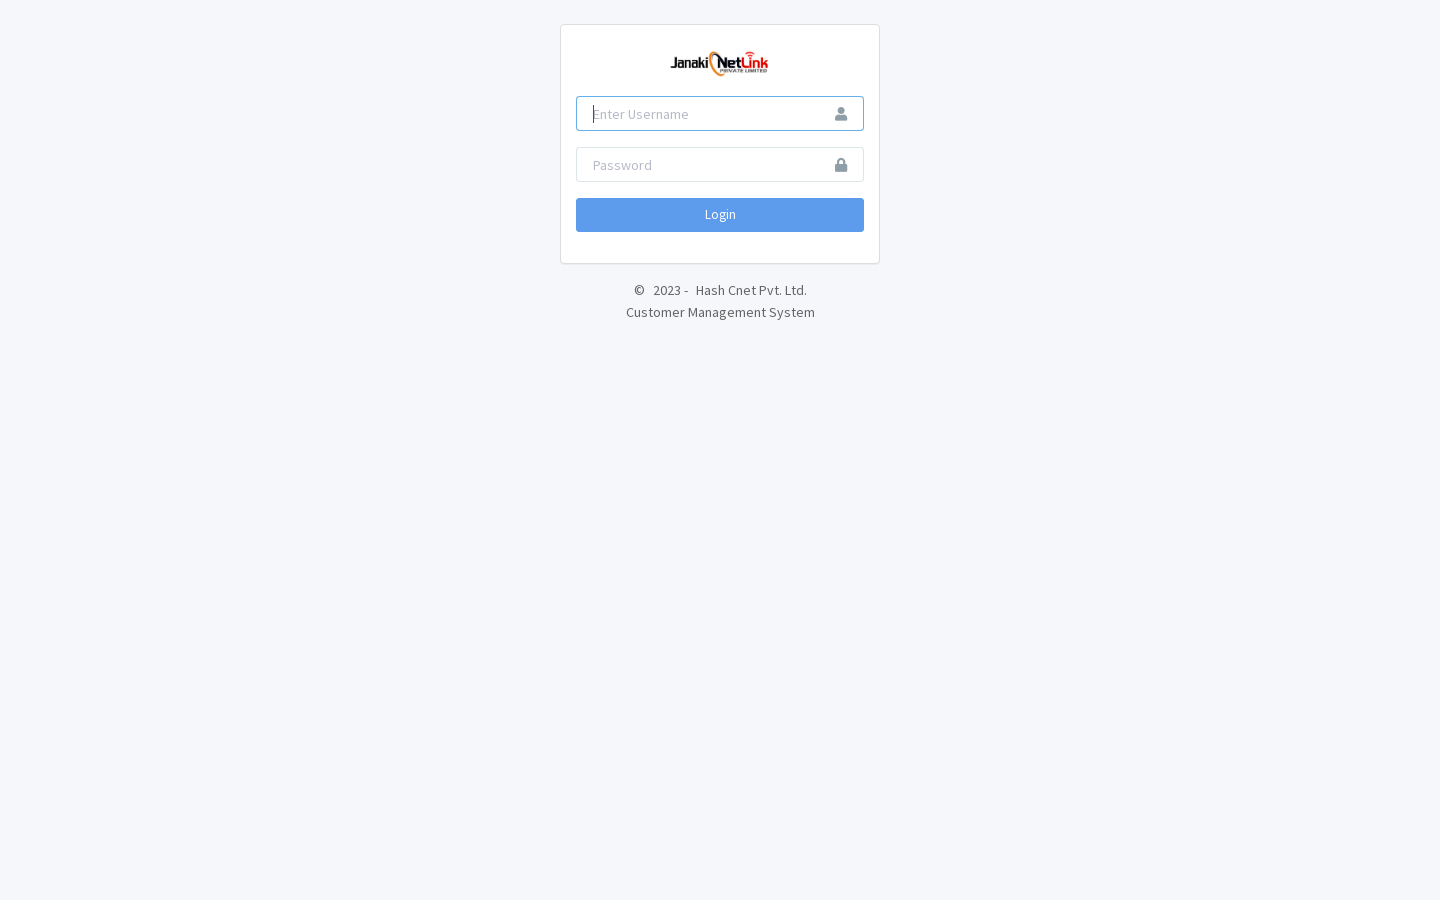 Janaki NetLink
PRIVATE LIMITED
Enter Username
Password
Login
© 2023 - Hash Cnet Pvt. Ltd.
Customer Management System